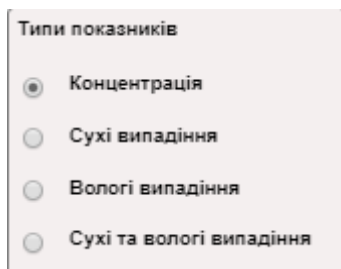 Типи показників
Концентрація
Сухі випадіння
Вологі випадіння
Сухі та вологі випадіння